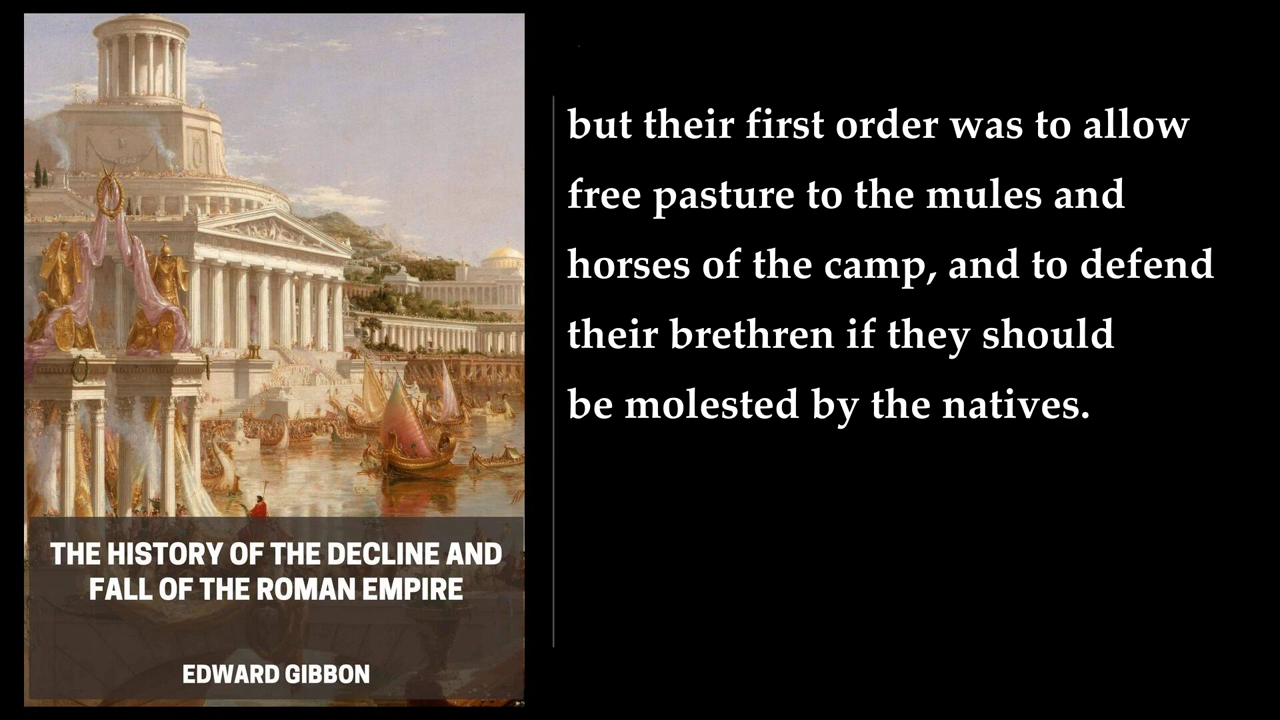 but their first order was to allow
free pasture to the mules and
horses of the camp, and to defend
their brethren if they should
be molested by the natives.
THE HISTORY OF THE DECLINE AND
FALL OF THE ROMAN EMPIRE
EDWARD GIBBON